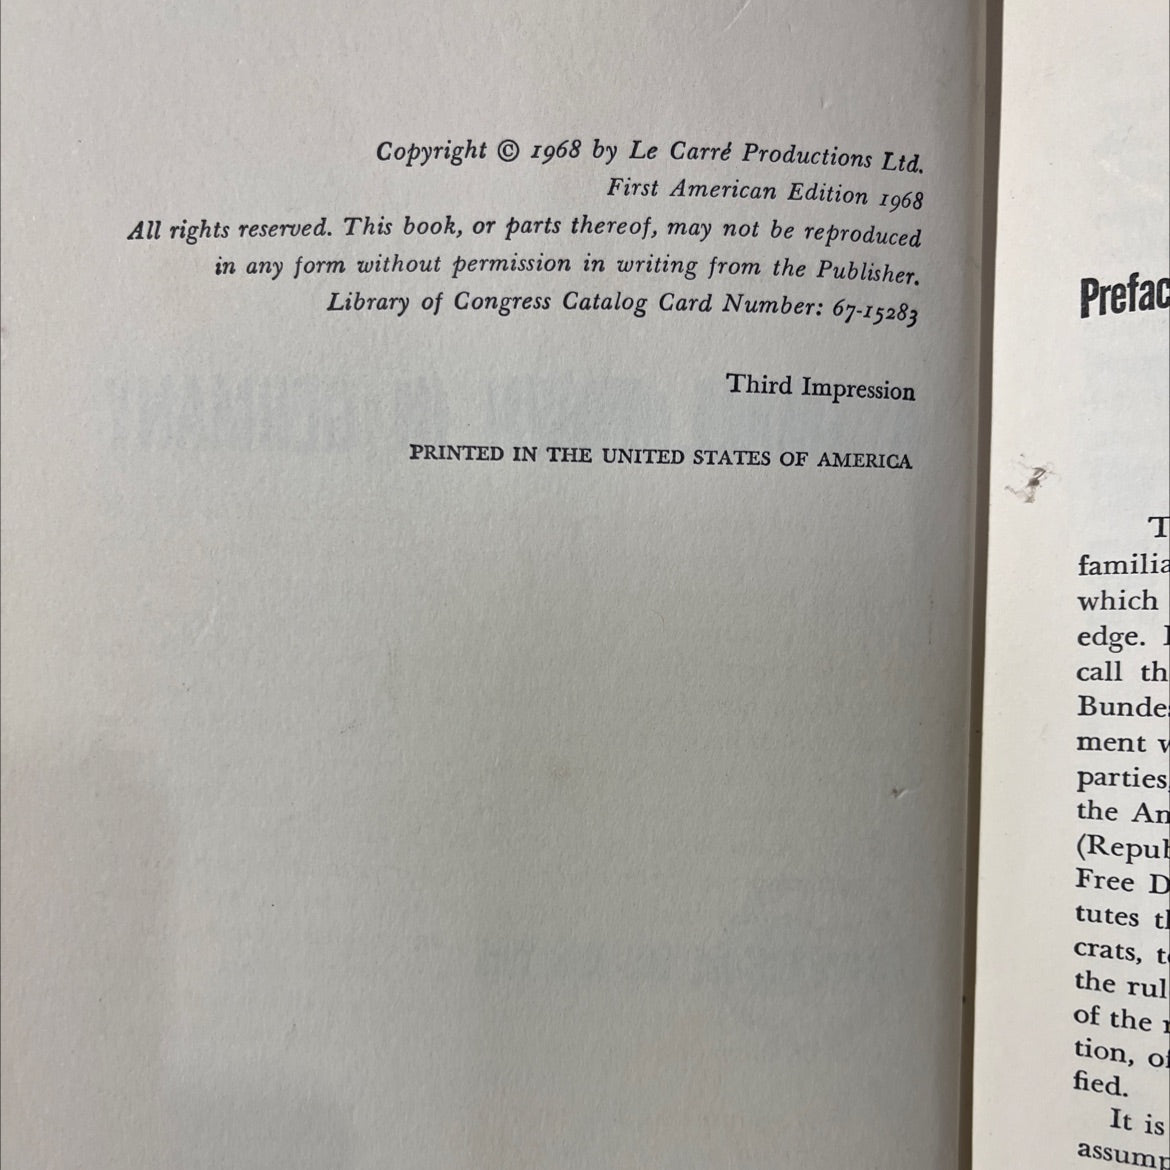 Copyright © 1968 by Le Carré Productions Ltd.
First American Edition 1968
All rights reserved. This book, or parts thereof, may not be reproduced
in any form without permission in writing from the Publisher.
Library of Congress Catalog Card Number: 67-15283
Third Impression
PRINTED IN THE UNITED STATES OF AMERICA
Prefac
T
familia
which
edge.
call th
Bunde
ment
parties,
the An
(Repub
Free D
tutes t
crats, t
the rul
of the
tion, of
fied.
It is
assump